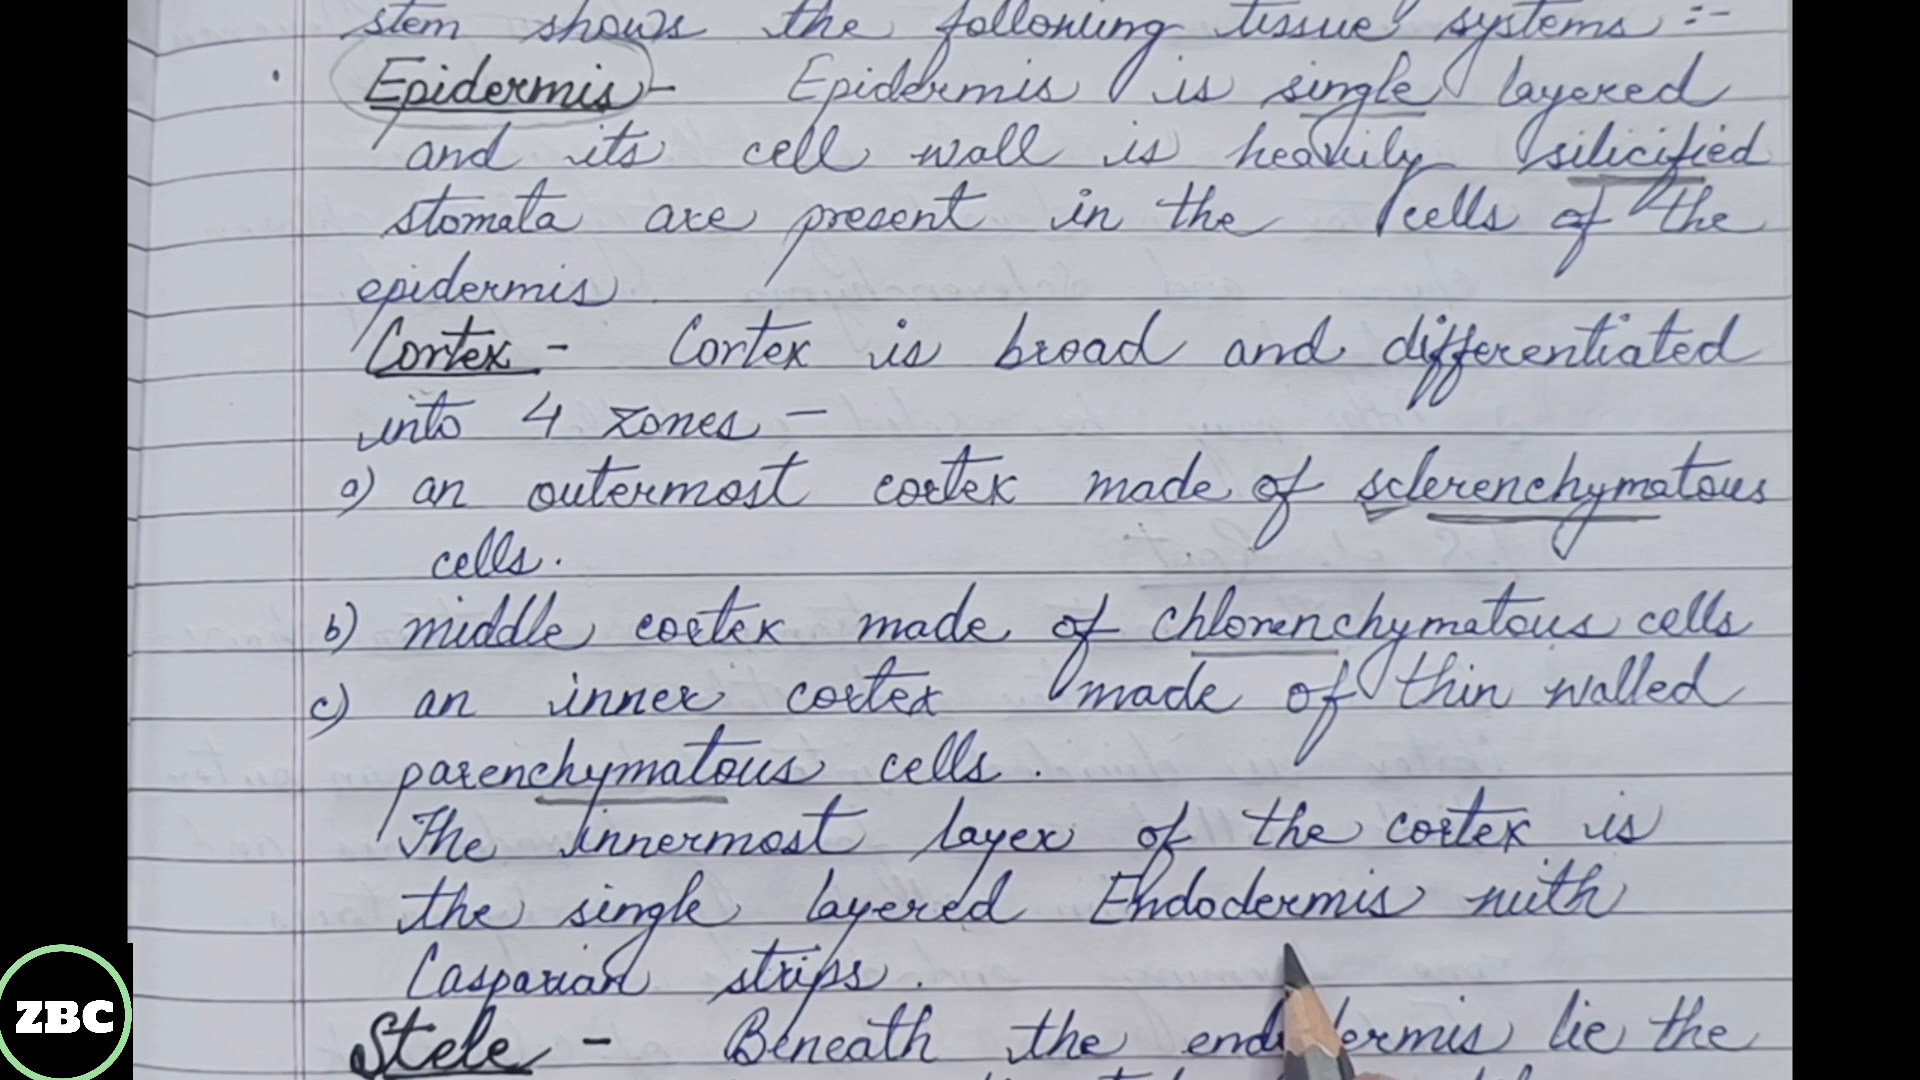 stem shows the following tissue systems :-
Epidermis - Epidermis is single layered
and its cell wall is heavily silicified
stomata are present in the cells of the
epidermis
Cortex - Cortex is broad and differentiated
into 4 zones -
a) an outermost cortex made of sclerenchymatous
cells.
b) middle cortex made of chlorenchymatous cells
c) an inner cortex made of thin walled
parenchymatous cells.
The innermost layer of the cortex is
the single layered Endodermis with
Casparian strips.
Stele - Beneath the endodermis lie the
ZBC